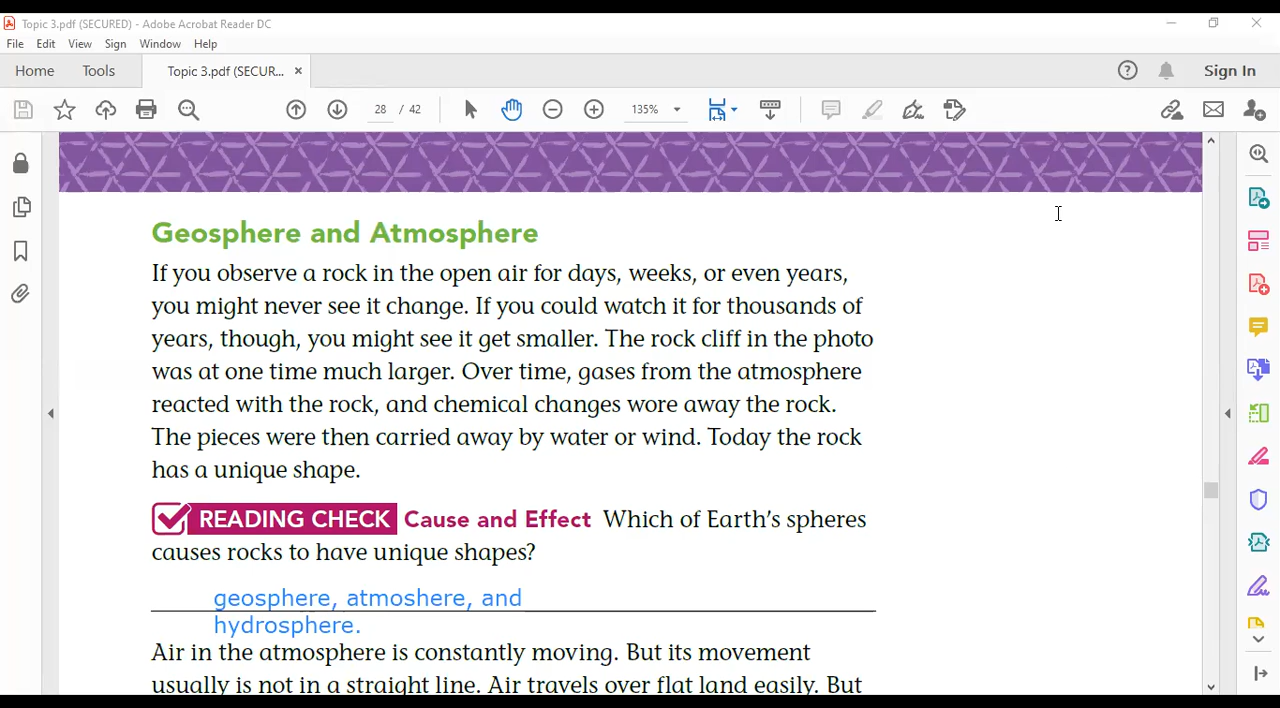 Topic 3.pdf (SECURED) - Adobe Acrobat Reader DC
File Edit View Sign Window Help
Home Tools Topic 3.pdf (SECUR... × Sign In
28 / 42 135%
Geosphere and Atmosphere
If you observe a rock in the open air for days, weeks, or even years,
you might never see it change. If you could watch it for thousands of
years, though, you might see it get smaller. The rock cliff in the photo
was at one time much larger. Over time, gases from the atmosphere
reacted with the rock, and chemical changes wore away the rock.
The pieces were then carried away by water or wind. Today the rock
has a unique shape.
READING CHECK Cause and Effect Which of Earth's spheres
causes rocks to have unique shapes?
geosphere, atmoshere, and
hydrosphere.
Air in the atmosphere is constantly moving. But its movement
usually is not in a straight line. Air travels over flat land easily. But